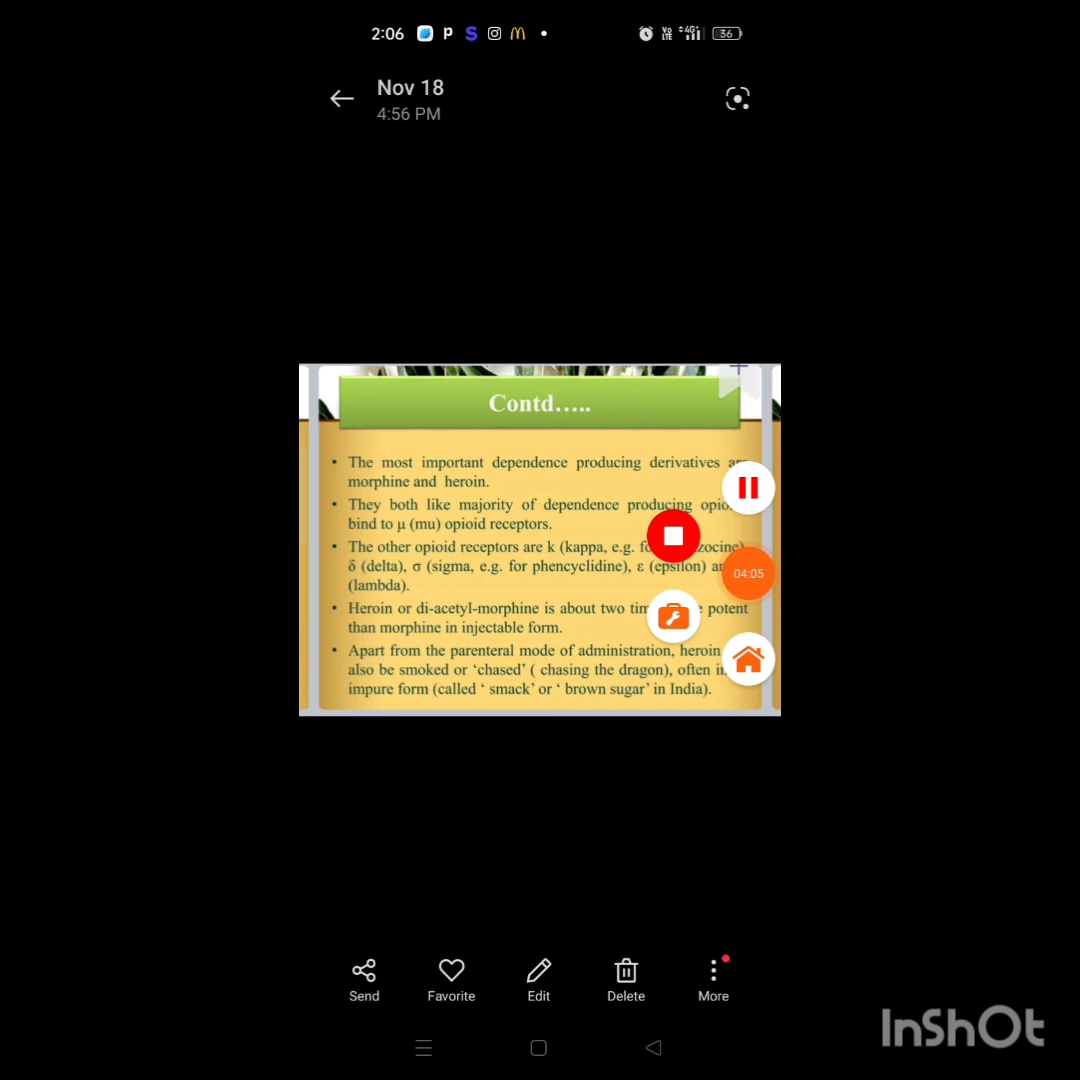 2:06 P S 4G+ 36
Nov 18
4:56 PM
Contd.....
• The most important dependence producing derivatives
morphine and heroin.
• They both like majority of dependence producing
bind to μ (mu) opioid receptors.
• The other opioid receptors are k (kappa, e.g.
δ (delta), σ (sigma, e.g. for phencyclidine), ε (epsilon)
(lambda).
• Heroin or di-acetyl-morphine is about two potent
than morphine in injectable form.
• Apart from the parenteral mode of administration, heroin
also be smoked or ‘chased’ ( chasing the dragon), often
impure form (called ‘ smack’ or ‘ brown sugar’ in India).
04:05
Send Favorite Edit Delete More
InShOt